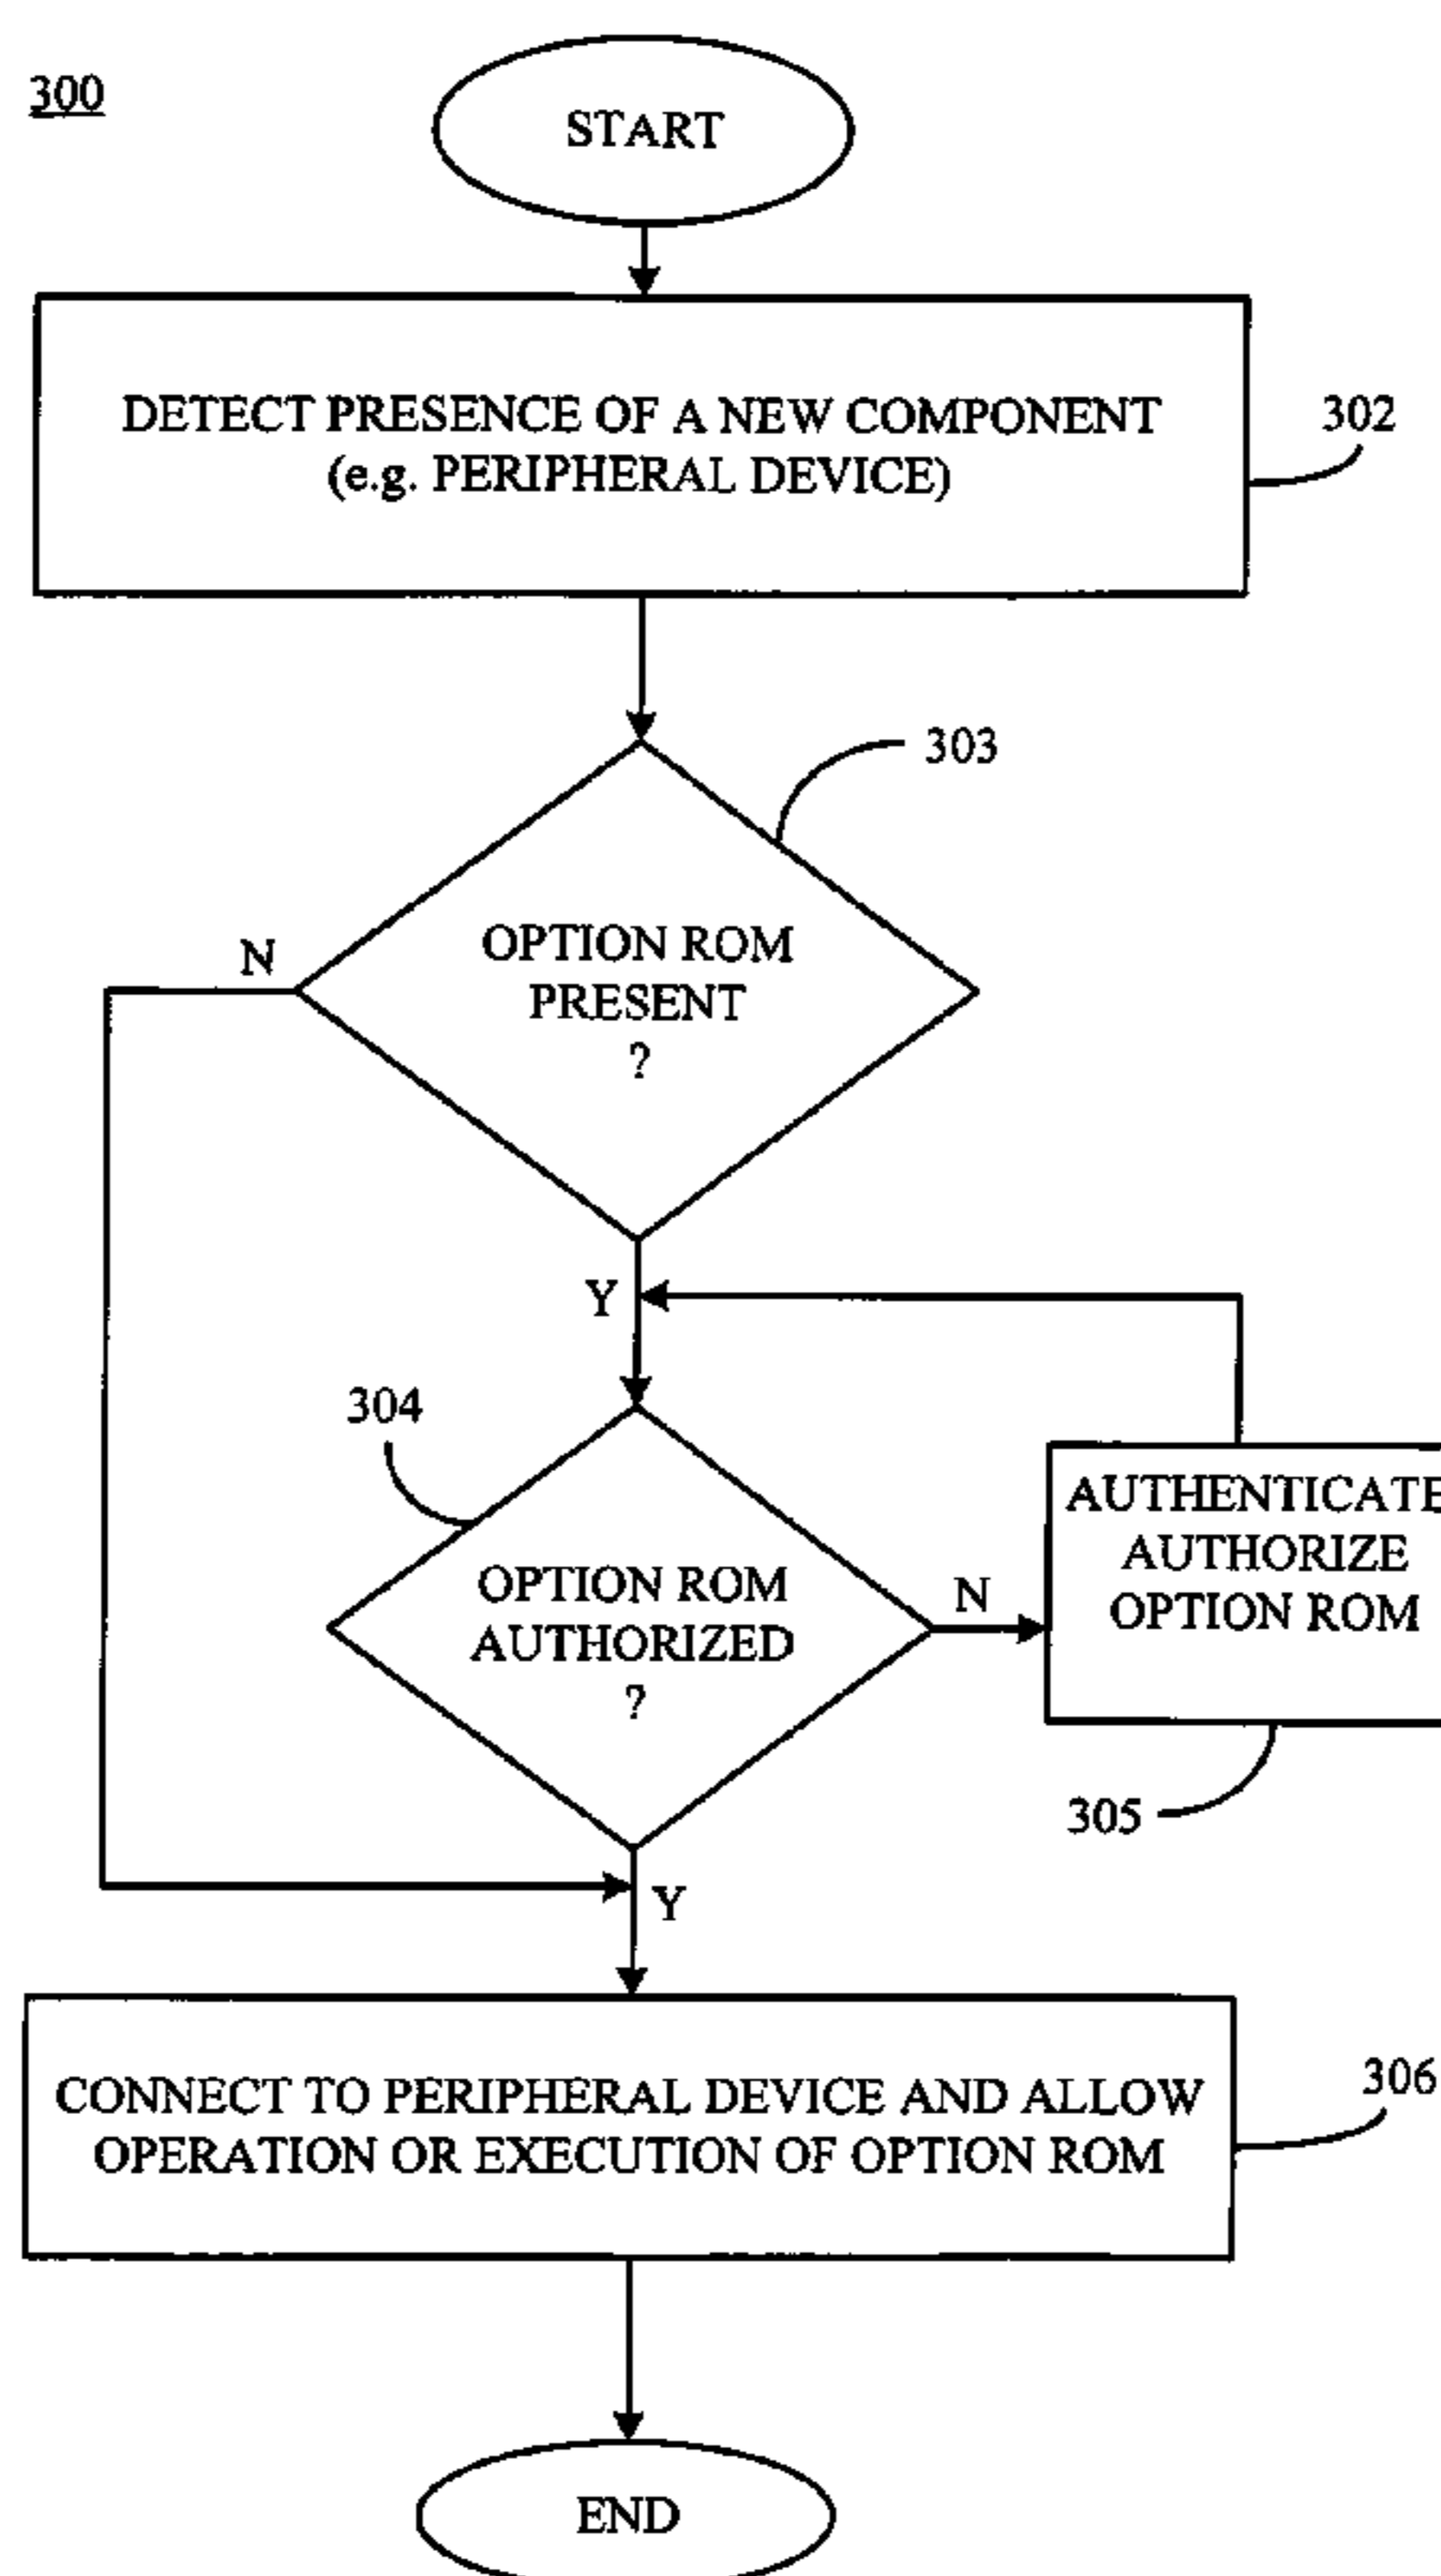 300
START
DETECT PRESENCE OF A NEW COMPONENT
(e.g. PERIPHERAL DEVICE)
302
303
OPTION ROM
PRESENT
?
N
Y
304
OPTION ROM
AUTHORIZED
?
N
AUTHENTICATE
AUTHORIZE
OPTION ROM
305
Y
CONNECT TO PERIPHERAL DEVICE AND ALLOW
OPERATION OR EXECUTION OF OPTION ROM
306
END